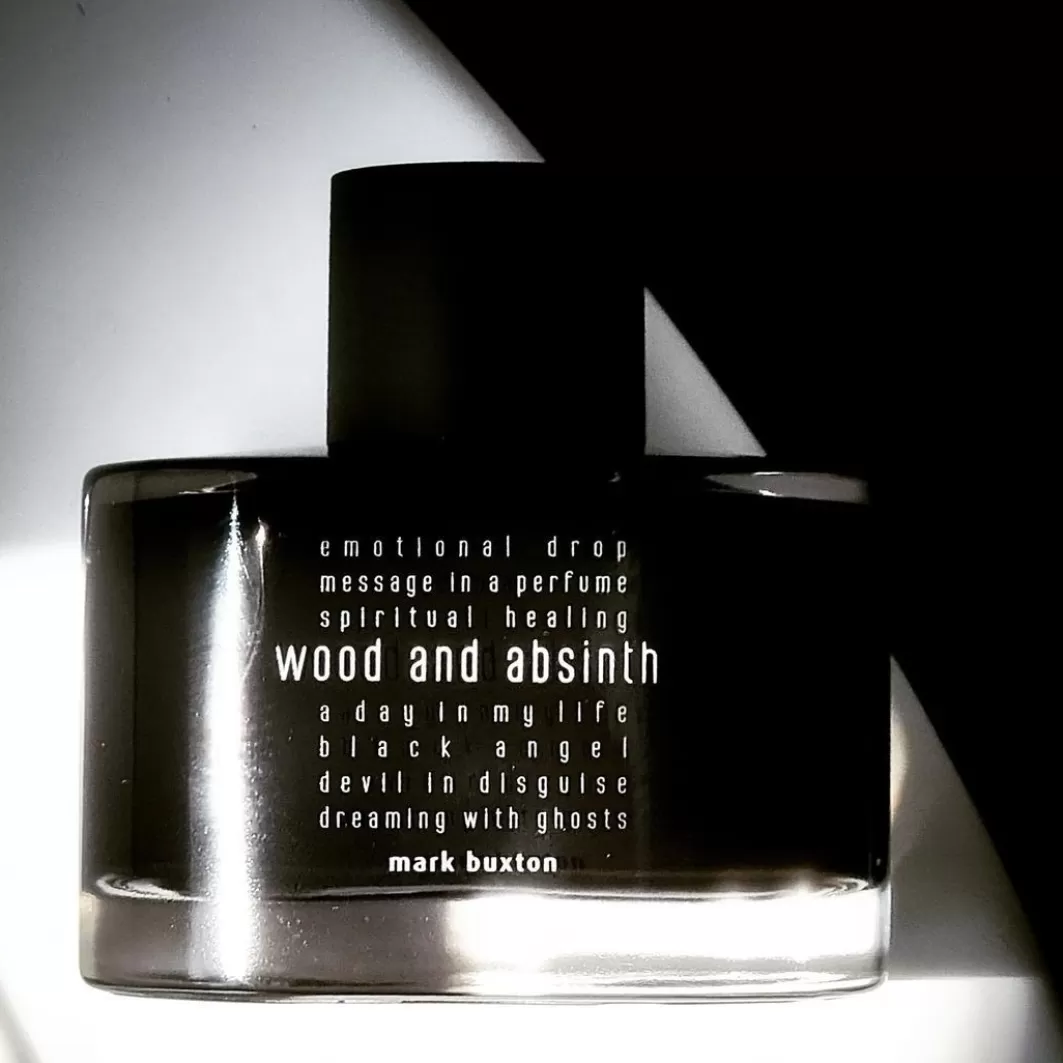 emotional drop
message in a perfume
spiritual healing
wood and absinth
a day in my life
black angel
devil in disguise
dreaming with ghosts
mark buxton